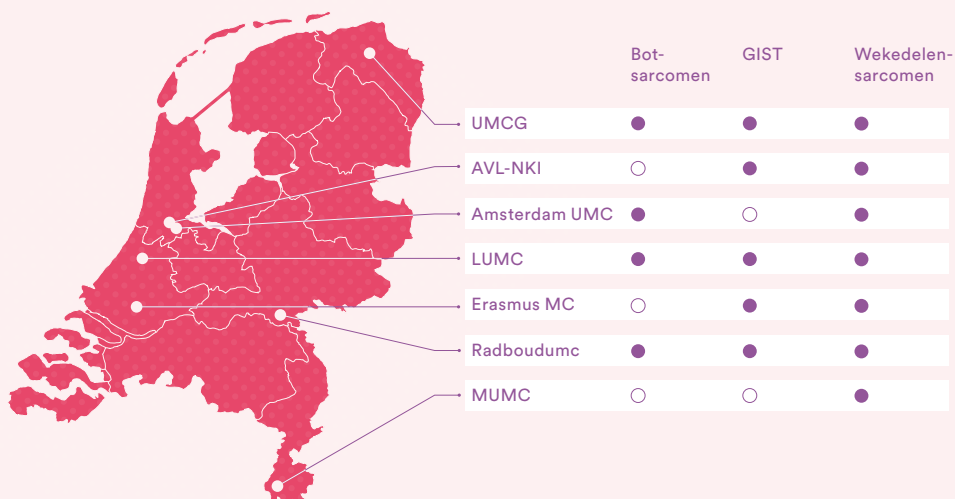 Bot-
sarcomen
GIST
Wekedelen-
sarcomen
UMCG
AVL-NKI
Amsterdam UMC
LUMC
Erasmus MC
Radboudumc
MUMC